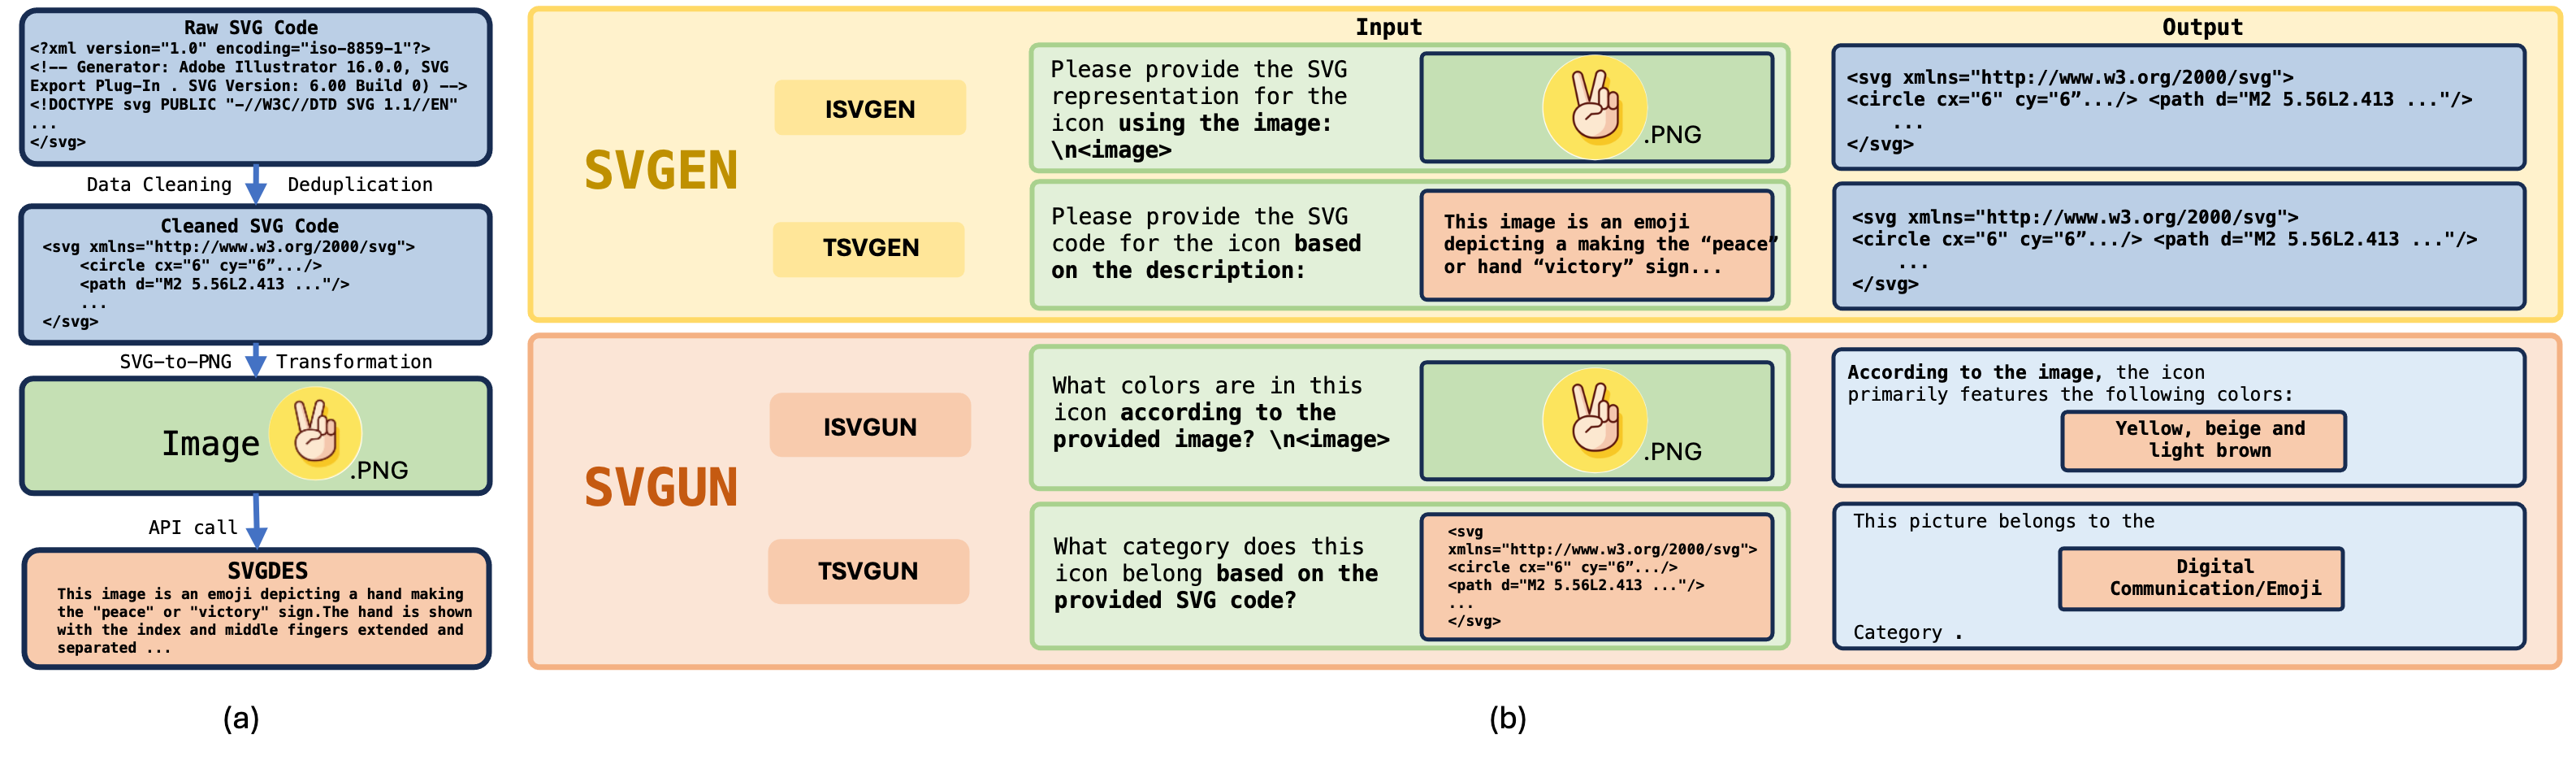 Raw SVG Code
<?xml version="1.0" encoding="iso-8859-1"?>
<!-- Generator: Adobe Illustrator 16.0.0, SVG
Export Plug-In . SVG Version: 6.00 Build 0) -->
<!DOCTYPE svg PUBLIC "-//W3C//DTD SVG 1.1//EN"
...
</svg>
Data Cleaning Deduplication
Cleaned SVG Code
<svg xmlns="http://www.w3.org/2000/svg">
<circle cx="6" cy="6”.../>
<path d="M2 5.56L2.413 ..."/>
...
</svg>
SVG-to-PNG Transformation
Image .PNG
API call
SVGDES
This image is an emoji depicting a hand making
the "peace" or "victory" sign.The hand is shown
with the index and middle fingers extended and
separated ...
(a)
Input
Output
SVGEN
ISVGEN
Please provide the SVG
representation for the
icon using the image:
\n<image>
.PNG
<svg xmlns="http://www.w3.org/2000/svg">
<circle cx="6" cy="6”.../> <path d="M2 5.56L2.413 ..."/>
...
</svg>
TSVGEN
Please provide the SVG
code for the icon based
on the description:
This image is an emoji
depicting a making the “peace”
or hand “victory” sign...
<svg xmlns="http://www.w3.org/2000/svg">
<circle cx="6" cy="6”.../> <path d="M2 5.56L2.413 ..."/>
...
</svg>
SVGUN
ISVGUN
What colors are in this
icon according to the
provided image? \n<image>
.PNG
According to the image, the icon
primarily features the following colors:
Yellow, beige and
light brown
TSVGUN
What category does this
icon belong based on the
provided SVG code?
<svg
xmlns="http://www.w3.org/2000/svg">
<circle cx="6" cy="6”.../>
<path d="M2 5.56L2.413 ..."/>
...
</svg>
This picture belongs to the
Digital
Communication/Emoji
Category .
(b)